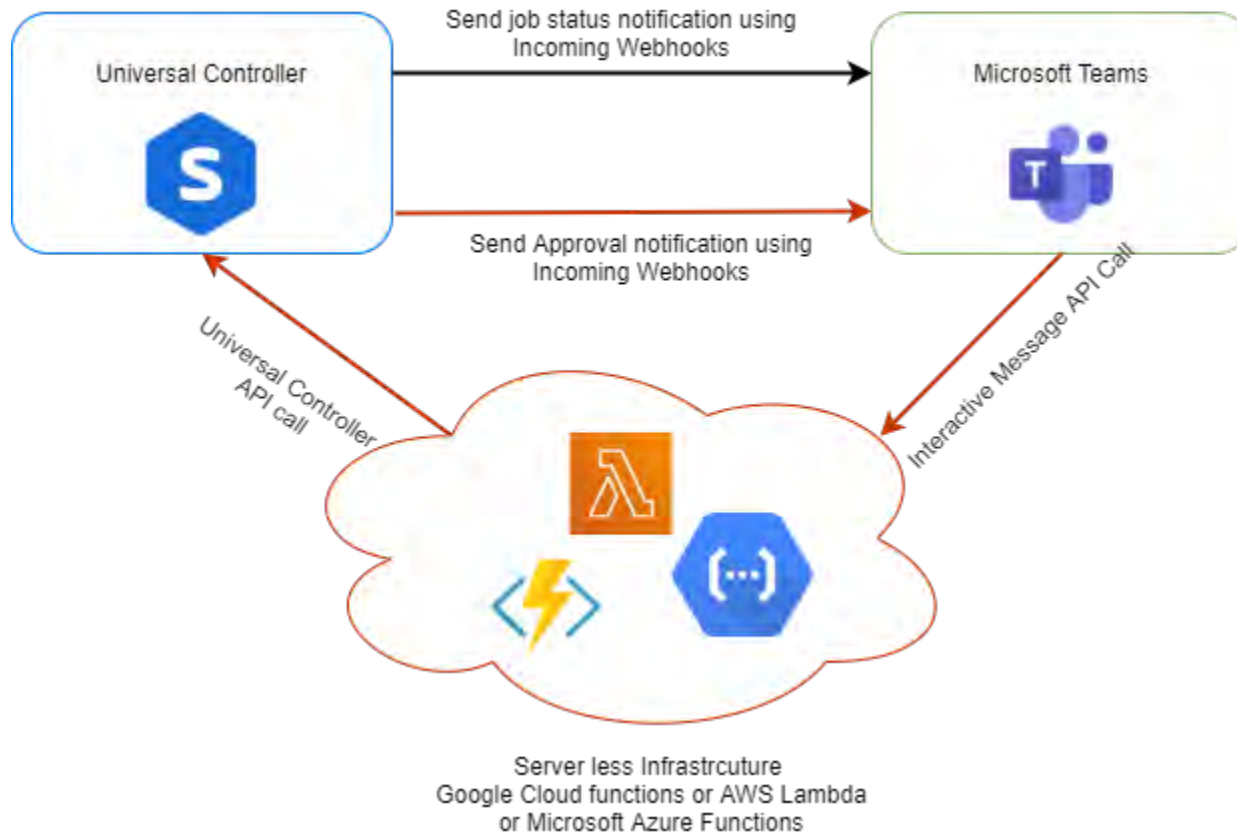 Send job status notification using
Incoming Webhooks
Universal Controller
Microsoft Teams
S
T
Send Approval notification using
Incoming Webhooks
Universal Controller
API call
Interactive Message API Call
λ
Server less Infrastrcuture
Google Cloud functions or AWS Lambda
or Microsoft Azure Functions